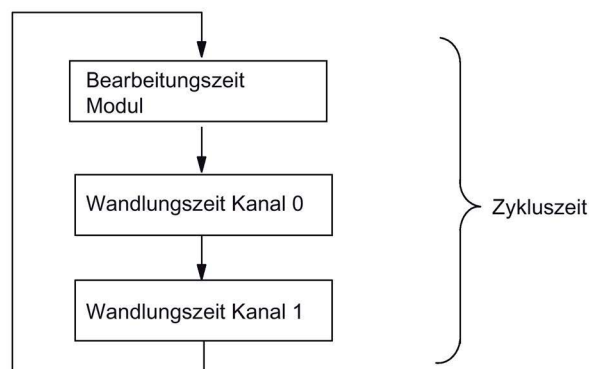 Bearbeitungszeit
Modul
Wandlungszeit Kanal 0
Zykluszeit
Wandlungszeit Kanal 1